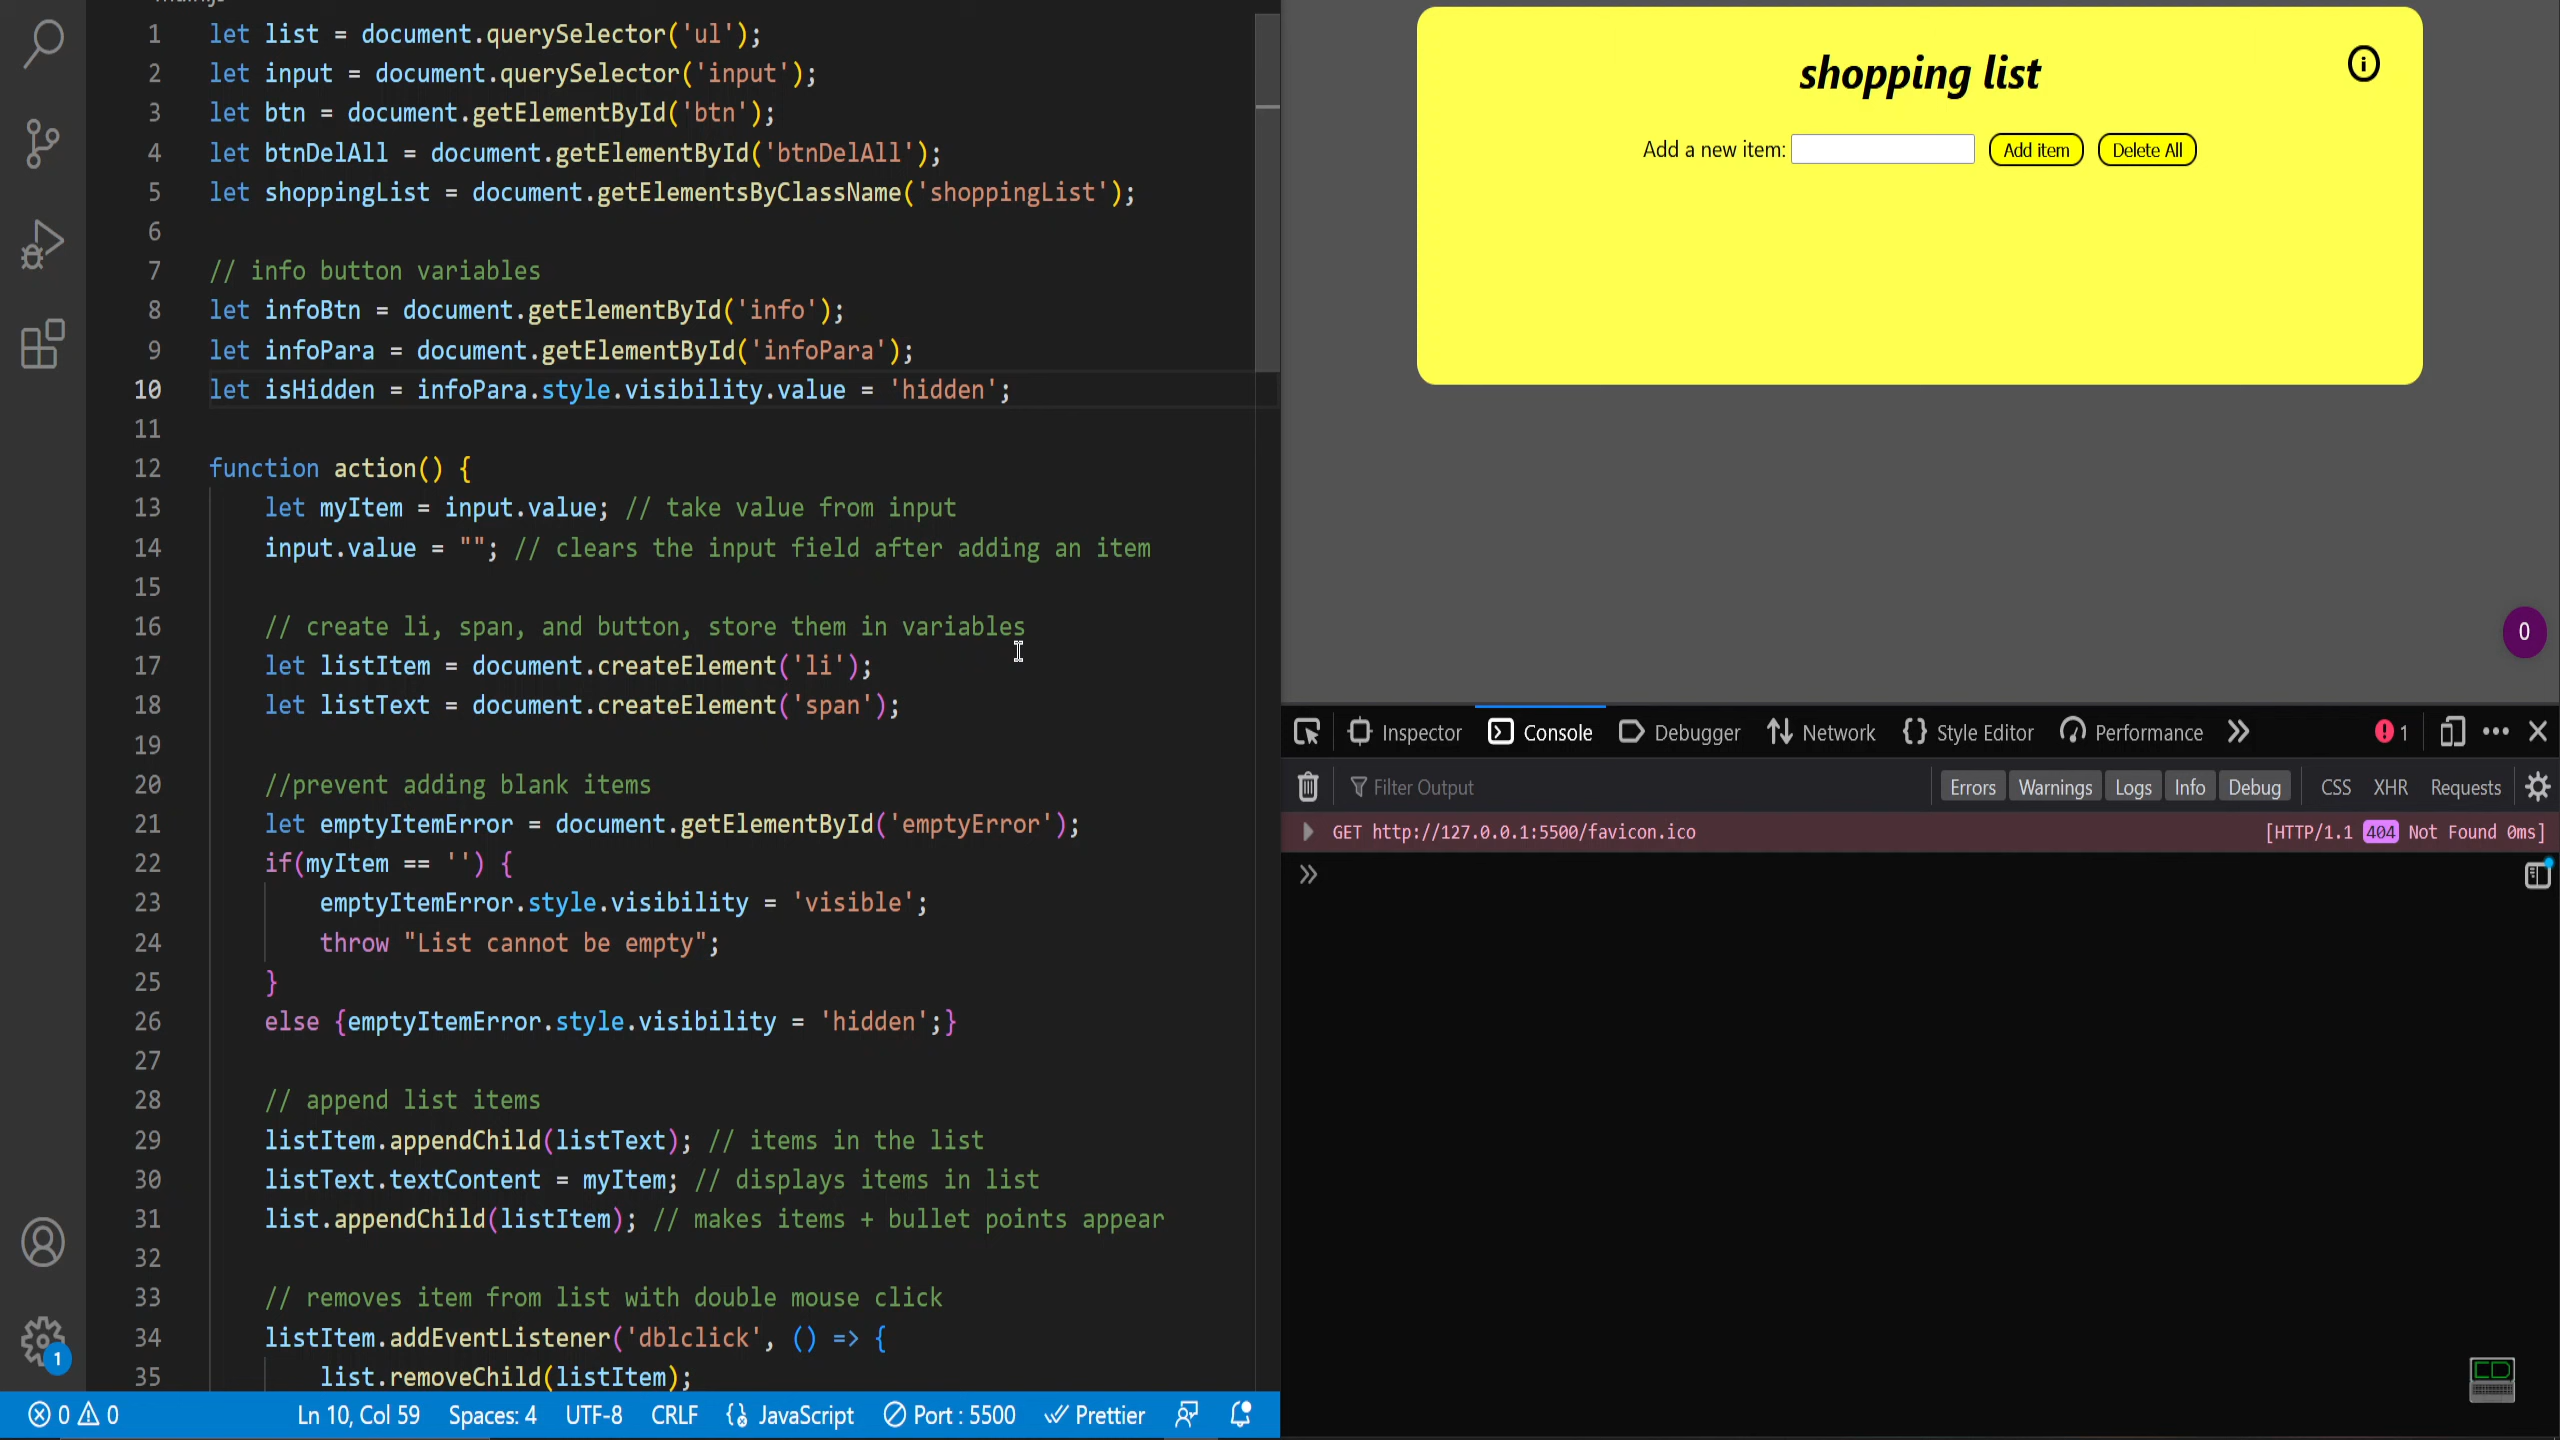 1 let list = document.querySelector('ul');
2 let input = document.querySelector('input');
3 let btn = document.getElementById('btn');
4 let btnDelAll = document.getElementById('btnDelAll');
5 let shoppingList = document.getElementsByClassName('shoppingList');
6
7 // info button variables
8 let infoBtn = document.getElementById('info');
9 let infoPara = document.getElementById('infoPara');
10 let isHidden = infoPara.style.visibility.value = 'hidden';
11
12 function action() {
13 let myItem = input.value; // take value from input
14 input.value = ""; // clears the input field after adding an item
15
16 // create li, span, and button, store them in variables
17 let listItem = document.createElement('li');
18 let listText = document.createElement('span');
19
20 //prevent adding blank items
21 let emptyItemError = document.getElementById('emptyError');
22 if(myItem == '') {
23 emptyItemError.style.visibility = 'visible';
24 throw "List cannot be empty";
25 }
26 else {emptyItemError.style.visibility = 'hidden';}
27
28 // append list items
29 listItem.appendChild(listText); // items in the list
30 listText.textContent = myItem; // displays items in list
31 list.appendChild(listItem); // makes items + bullet points appear
32
33 // removes item from list with double mouse click
34 listItem.addEventListener('dblclick', () => {
35 list.removeChild(listItem);
1
0 0 Ln 10, Col 59 Spaces: 4 UTF-8 CRLF JavaScript Port : 5500 Prettier
shopping list
i
Add a new item: Add item Delete All
0
Inspector Console Debugger Network Style Editor Performance 1
Filter Output Errors Warnings Logs Info Debug CSS XHR Requests
GET http://127.0.0.1:5500/favicon.ico [HTTP/1.1 404 Not Found 0ms]